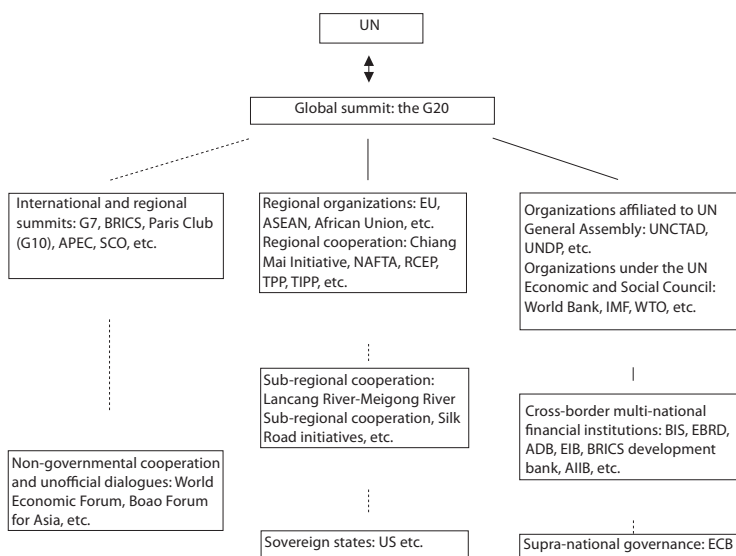 UN
Global summit: the G20
International and regional
summits: G7, BRICS, Paris Club
(G10), APEC, SCO, etc.
Regional organizations: EU,
ASEAN, African Union, etc.
Regional cooperation: Chiang
Mai Initiative, NAFTA, RCEP,
TPP, TIPP, etc.
Organizations affiliated to UN
General Assembly: UNCTAD,
UNDP, etc.
Organizations under the UN
Economic and Social Council:
World Bank, IMF, WTO, etc.
Sub-regional cooperation:
Lancang River-Meigong River
Sub-regional cooperation, Silk
Road initiatives, etc.
Cross-border multi-national
financial institutions: BIS, EBRD,
ADB, EIB, BRICS development
bank, AIIB, etc.
Non-governmental cooperation
and unofficial dialogues: World
Economic Forum, Boao Forum
for Asia, etc.
Sovereign states: US etc.
Supra-national governance: ECB